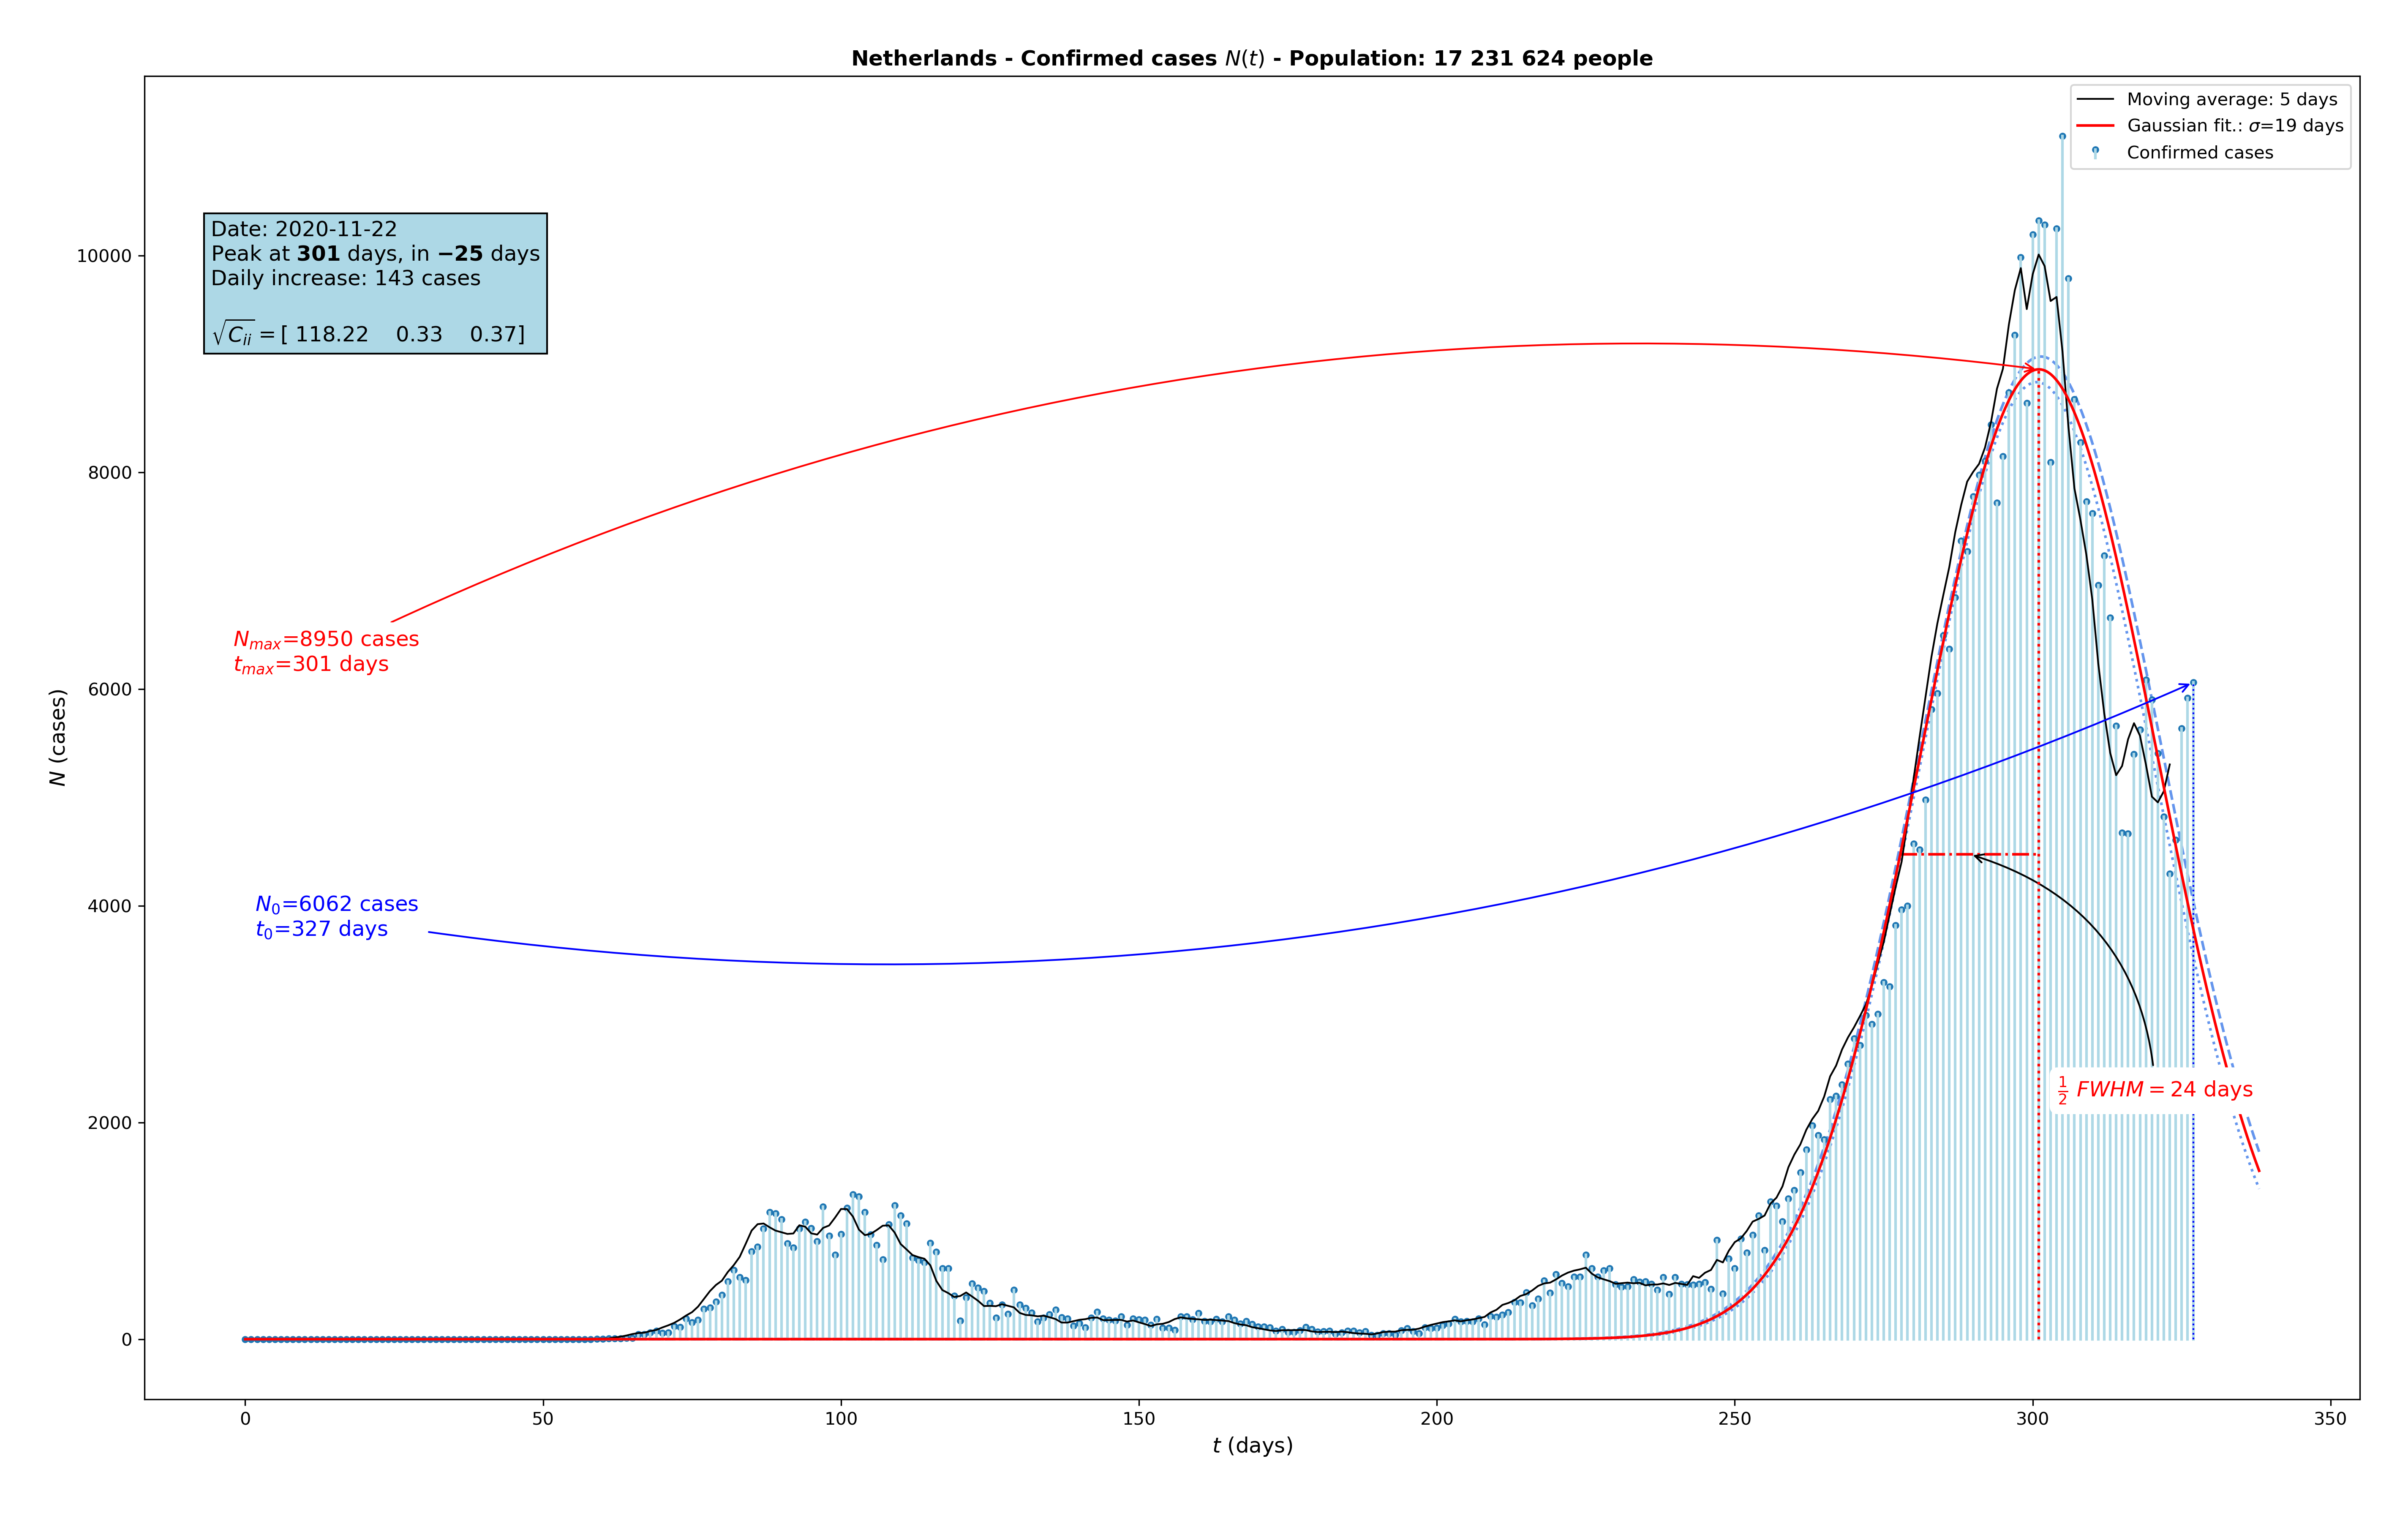 Netherlands - Confirmed cases N(t) - Population: 17 231 624 people
Moving average: 5 days
Gaussian fit.: σ=19 days
Confirmed cases
Date: 2020-11-22
Peak at 301 days, in −25 days
Daily increase: 143 cases
√C_ii = [ 118.22 0.33 0.37]
N_max=8950 cases
t_max=301 days
N_0=6062 cases
t_0=327 days
1/2 FWHM = 24 days
N (cases)
10000
8000
6000
4000
2000
0
0 50 100 150 200 250 300 350
t (days)